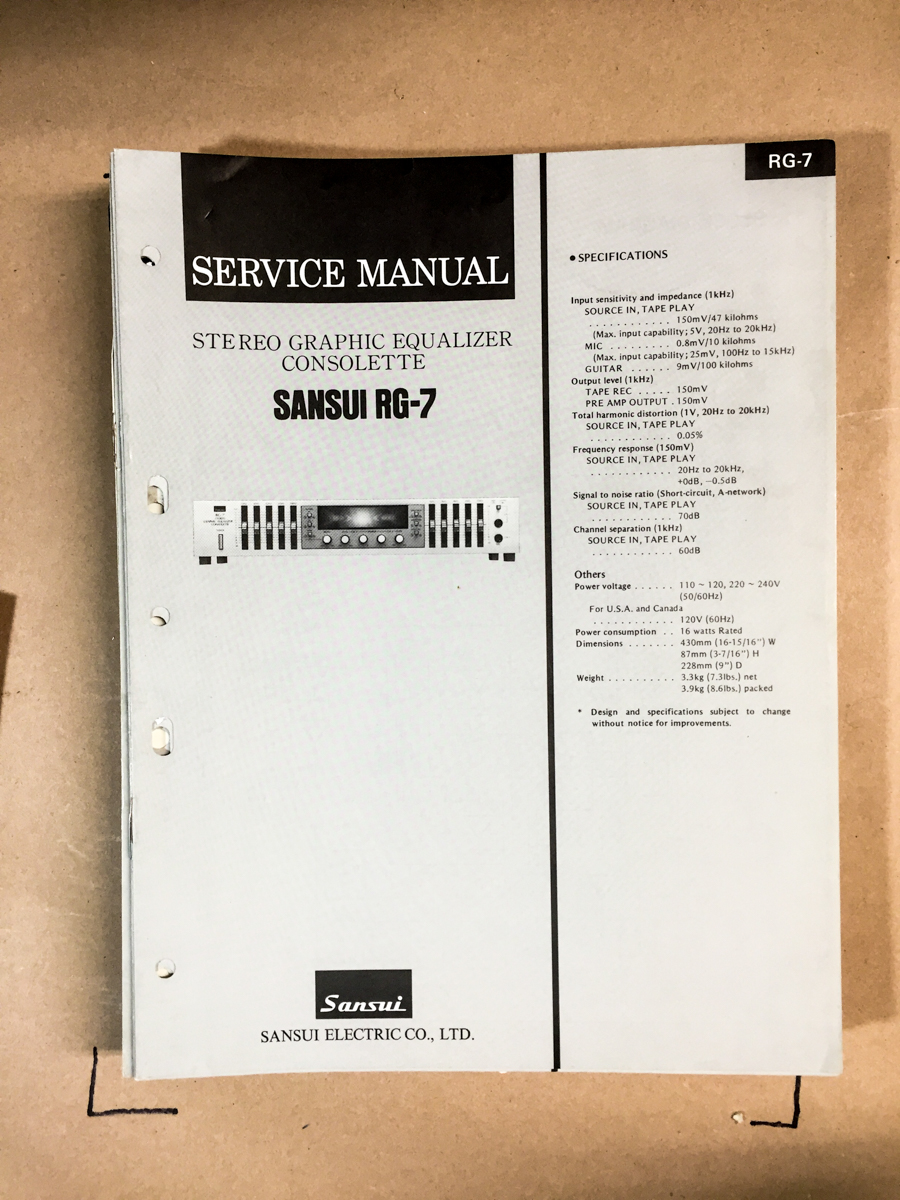 SERVICE MANUAL
STEREO GRAPHIC EQUALIZER
CONSOLETTE
SANSUI RG-7
Sansui
SANSUI ELECTRIC CO., LTD.
RG-7
• SPECIFICATIONS
Input sensitivity and impedance (1kHz)
SOURCE IN, TAPE PLAY
. . . . . . . . . . . . 150mV/47 kilohms
(Max. input capability; 5V, 20Hz to 20kHz)
MIC . . . . . . . . . 0.8mV/10 kilohms
(Max. input capability; 25mV, 100Hz to 15kHz)
GUITAR . . . . . . 9mV/100 kilohms
Output level (1kHz)
TAPE REC . . . . . 150mV
PRE AMP OUTPUT . 150mV
Total harmonic distortion (1V, 20Hz to 20kHz)
SOURCE IN, TAPE PLAY
. . . . . . . . . . . . 0.05%
Frequency response (150mV)
SOURCE IN, TAPE PLAY
. . . . . . . . . . . . 20Hz to 20kHz,
+0dB, −0.5dB
Signal to noise ratio (Short-circuit, A-network)
SOURCE IN, TAPE PLAY
. . . . . . . . . . . . 70dB
Channel separation (1kHz)
SOURCE IN, TAPE PLAY
. . . . . . . . . . . . 60dB
Others
Power voltage . . . . . . 110 ~ 120, 220 ~ 240V
(50/60Hz)
For U.S.A. and Canada
. . . . . . . . . . . . 120V (60Hz)
Power consumption . . 16 watts Rated
Dimensions . . . . . . . 430mm (16-15/16") W
87mm (3-7/16") H
228mm (9") D
Weight . . . . . . . . . . 3.3kg (7.3lbs.) net
3.9kg (8.6lbs.) packed
* Design and specifications subject to change
without notice for improvements.